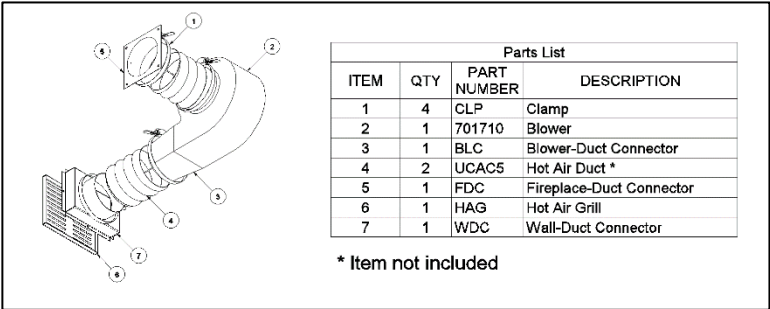 1
2
5
3
4
7
6
Parts List
ITEM QTY PART NUMBER DESCRIPTION
1 4 CLP Clamp
2 1 701710 Blower
3 1 BLC Blower-Duct Connector
4 2 UCAC5 Hot Air Duct *
5 1 FDC Fireplace-Duct Connector
6 1 HAG Hot Air Grill
7 1 WDC Wall-Duct Connector
* Item not included